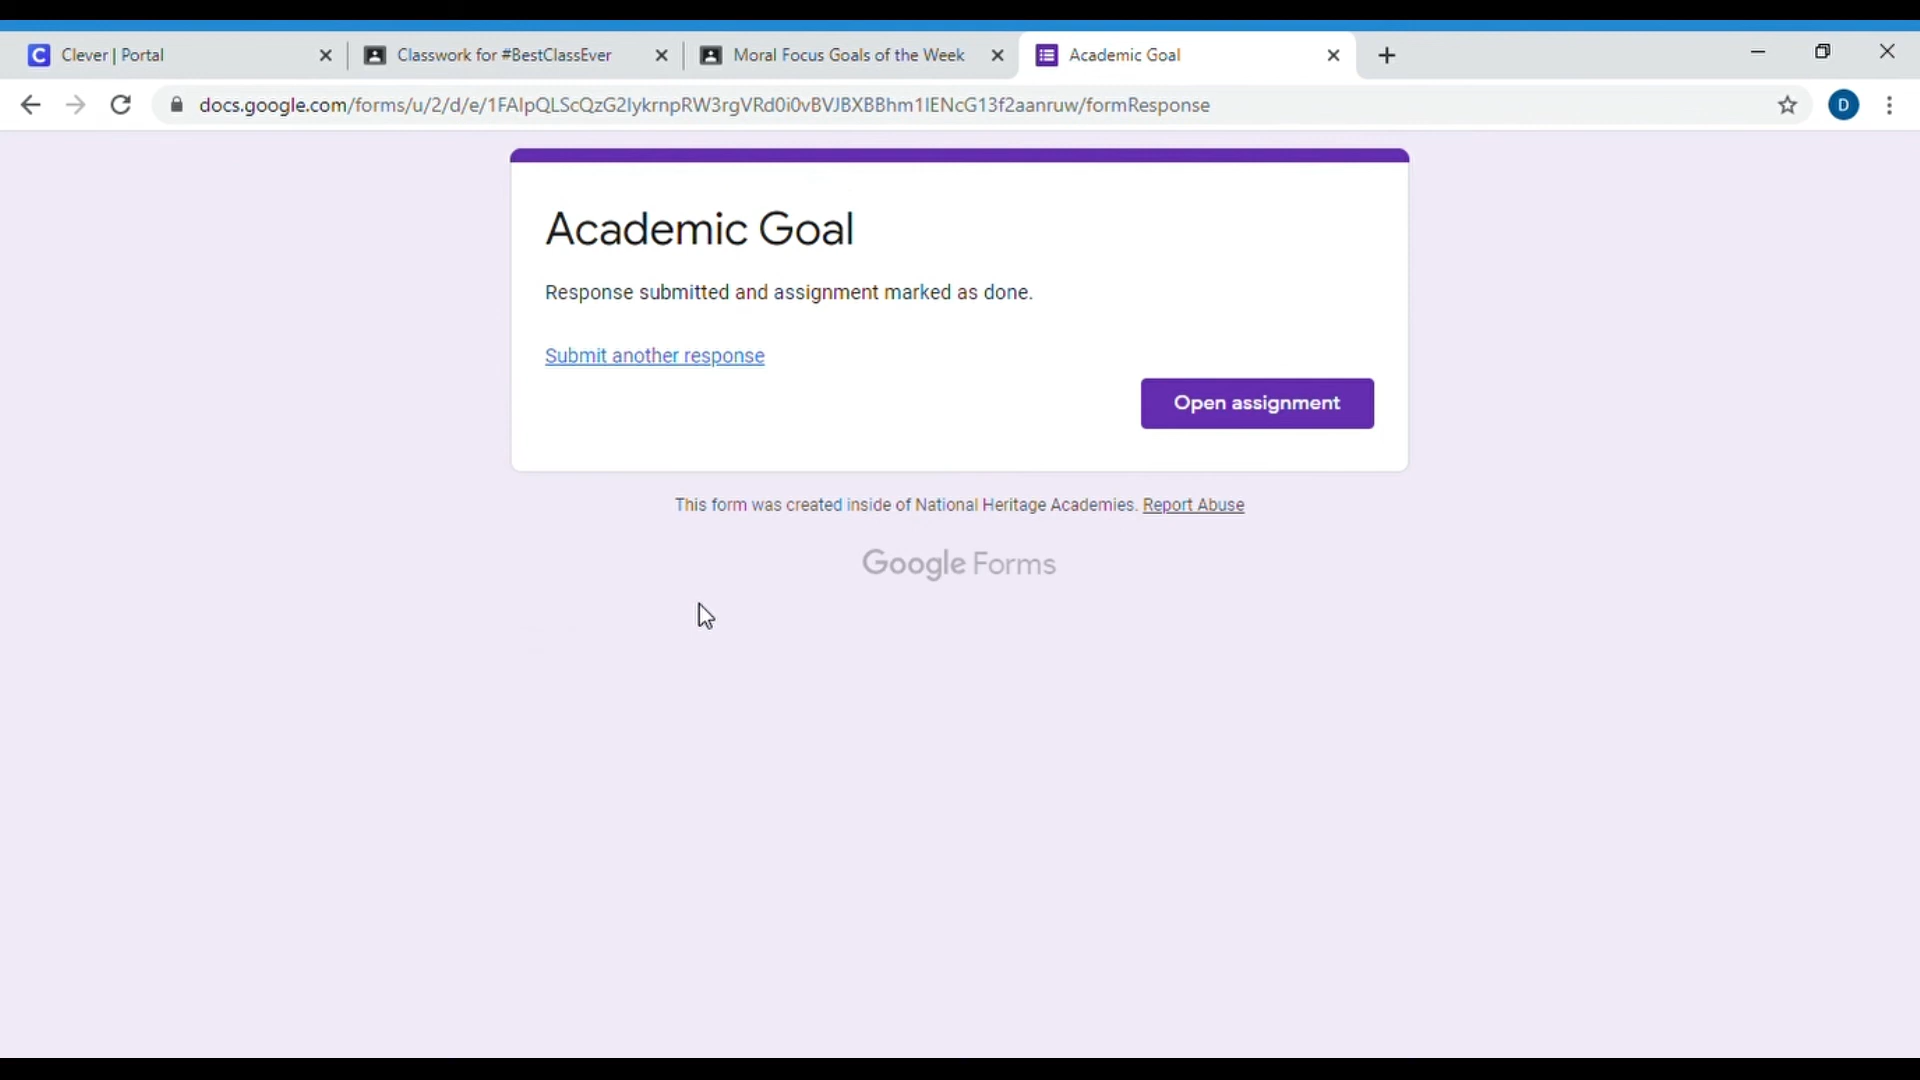 Clever | Portal
Classwork for #BestClassEver
Moral Focus Goals of the Week
Academic Goal
docs.google.com/forms/u/2/d/e/1FAIpQLScQzG2IykrnpRW3rgVRd0i0vBVJBXBBhm1IENcG13f2aanruw/formResponse
D
Academic Goal
Response submitted and assignment marked as done.
Submit another response
Open assignment
This form was created inside of National Heritage Academies. Report Abuse
Google Forms